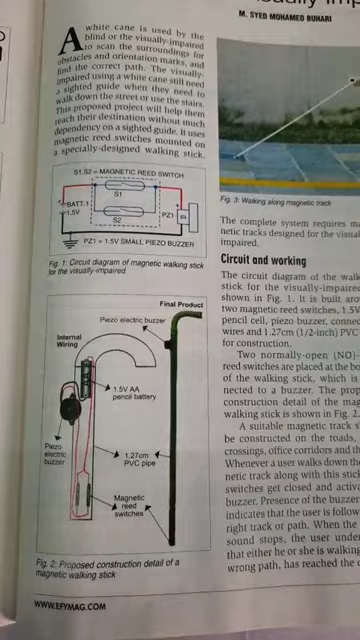 M. SYED MOHAMED BUHARI
A white cane is used by the
blind or the visually-impaired
to scan the surroundings for
obstacles and orientation marks, and
find the correct path. The visually-
impaired using a white cane still need
a sighted guide when they need to
walk down the street or use the stairs.
This proposed project will help them
reach their destination without much
dependency on a sighted guide. It uses
magnetic reed switches mounted on
a specially-designed walking stick.
S1,S2 = MAGNETIC REED SWITCH
S1
BATT.1
1.5V
S2
PZ1
PZ1 = 1.5V SMALL PIEZO BUZZER
Fig. 1: Circuit diagram of magnetic walking stick
for the visually-impaired
Final Product
Piezo electric buzzer
Internal
Wiring
1.5V AA
pencil battery
Piezo
electric
buzzer
1.27cm
PVC pipe
Magnetic
reed
switches
Fig. 2: Proposed construction detail of a
magnetic walking stick
WWW.EFYMAG.COM
Fig. 3: Walking along magnetic track
The complete system requires
netic tracks designed for the
impaired.
Circuit and working
The circuit diagram of the
stick for the visually-impaired
shown in Fig. 1. It is built
two magnetic reed switches, 1.5V
pencil cell, piezo buzzer,
wires and 1.27cm (1/2-inch) PVC
for construction.
Two normally-open (NO)
reed switches are placed at the
of the walking stick, which is
nected to a buzzer. The
construction detail of the
walking stick is shown in Fig. 2.
A suitable magnetic track
be constructed on the roads,
crossings, office corridors and
Whenever a user walks down the
netic track along with this stick
switches get closed and
buzzer. Presence of the buzzer
indicates that the user is
right track or path. When the
sound stops, the user
that either he or she is walking
wrong path, has reached the